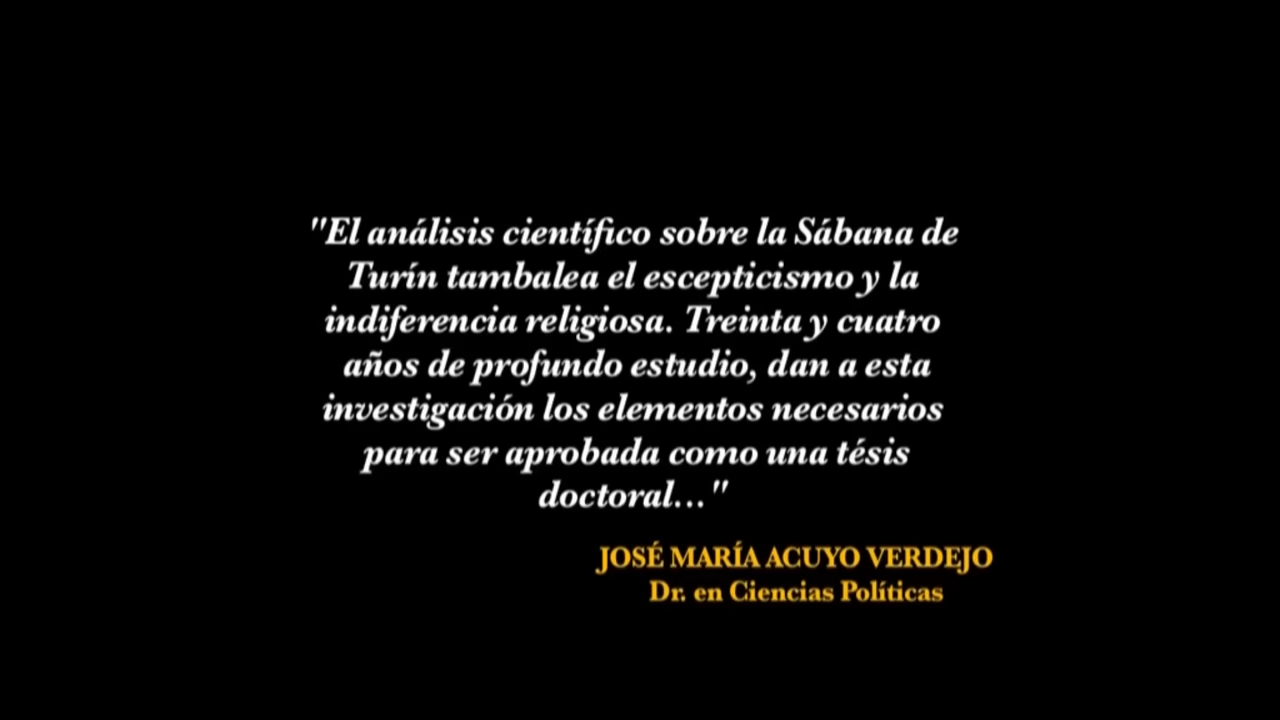 "El análisis científico sobre la Sábana de
Turín tambalea el escepticismo y la
indiferencia religiosa. Treinta y cuatro
años de profundo estudio, dan a esta
investigación los elementos necesarios
para ser aprobada como una tésis
doctoral..."
JOSÉ MARÍA ACUYO VERDEJO
Dr. en Ciencias Políticas